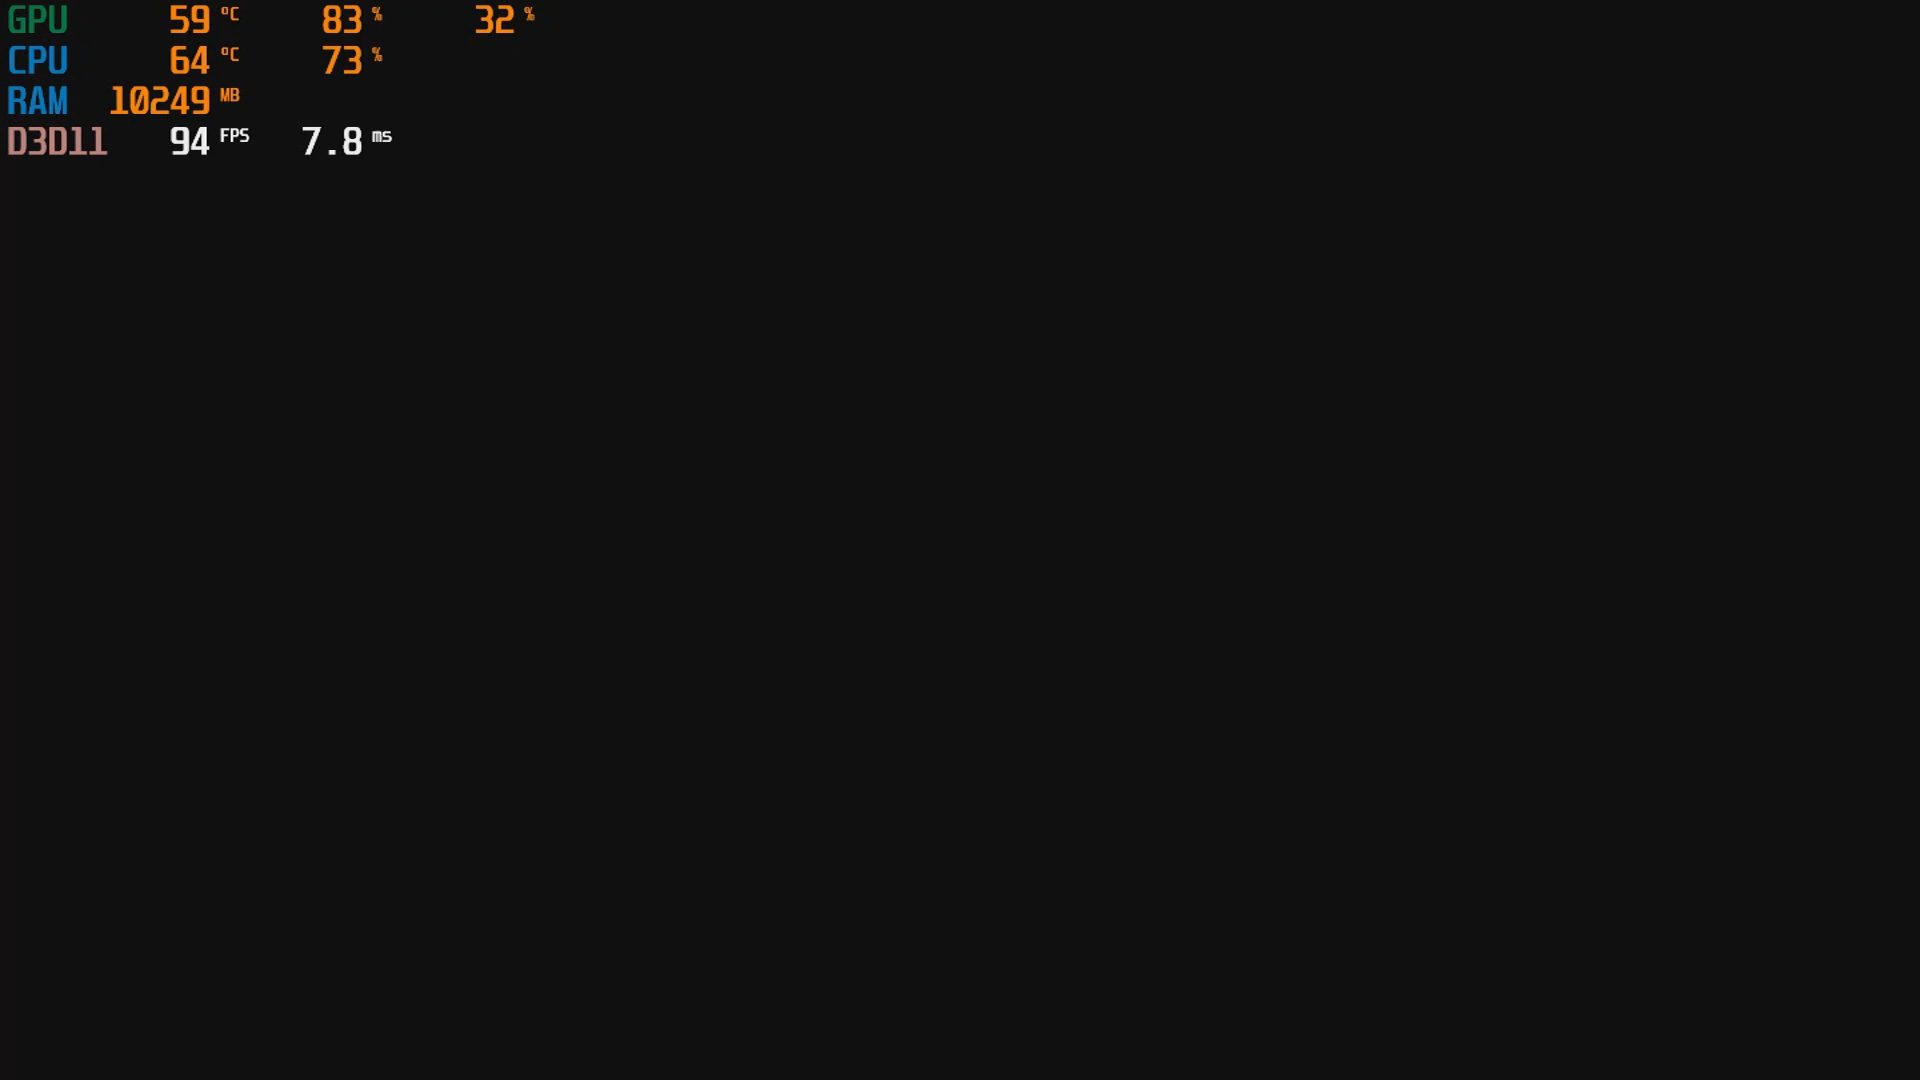 GPU 59 °C 83 % 32 %
CPU 64 °C 73 %
RAM 10249 MB
D3D11 94 FPS 7.8 ms